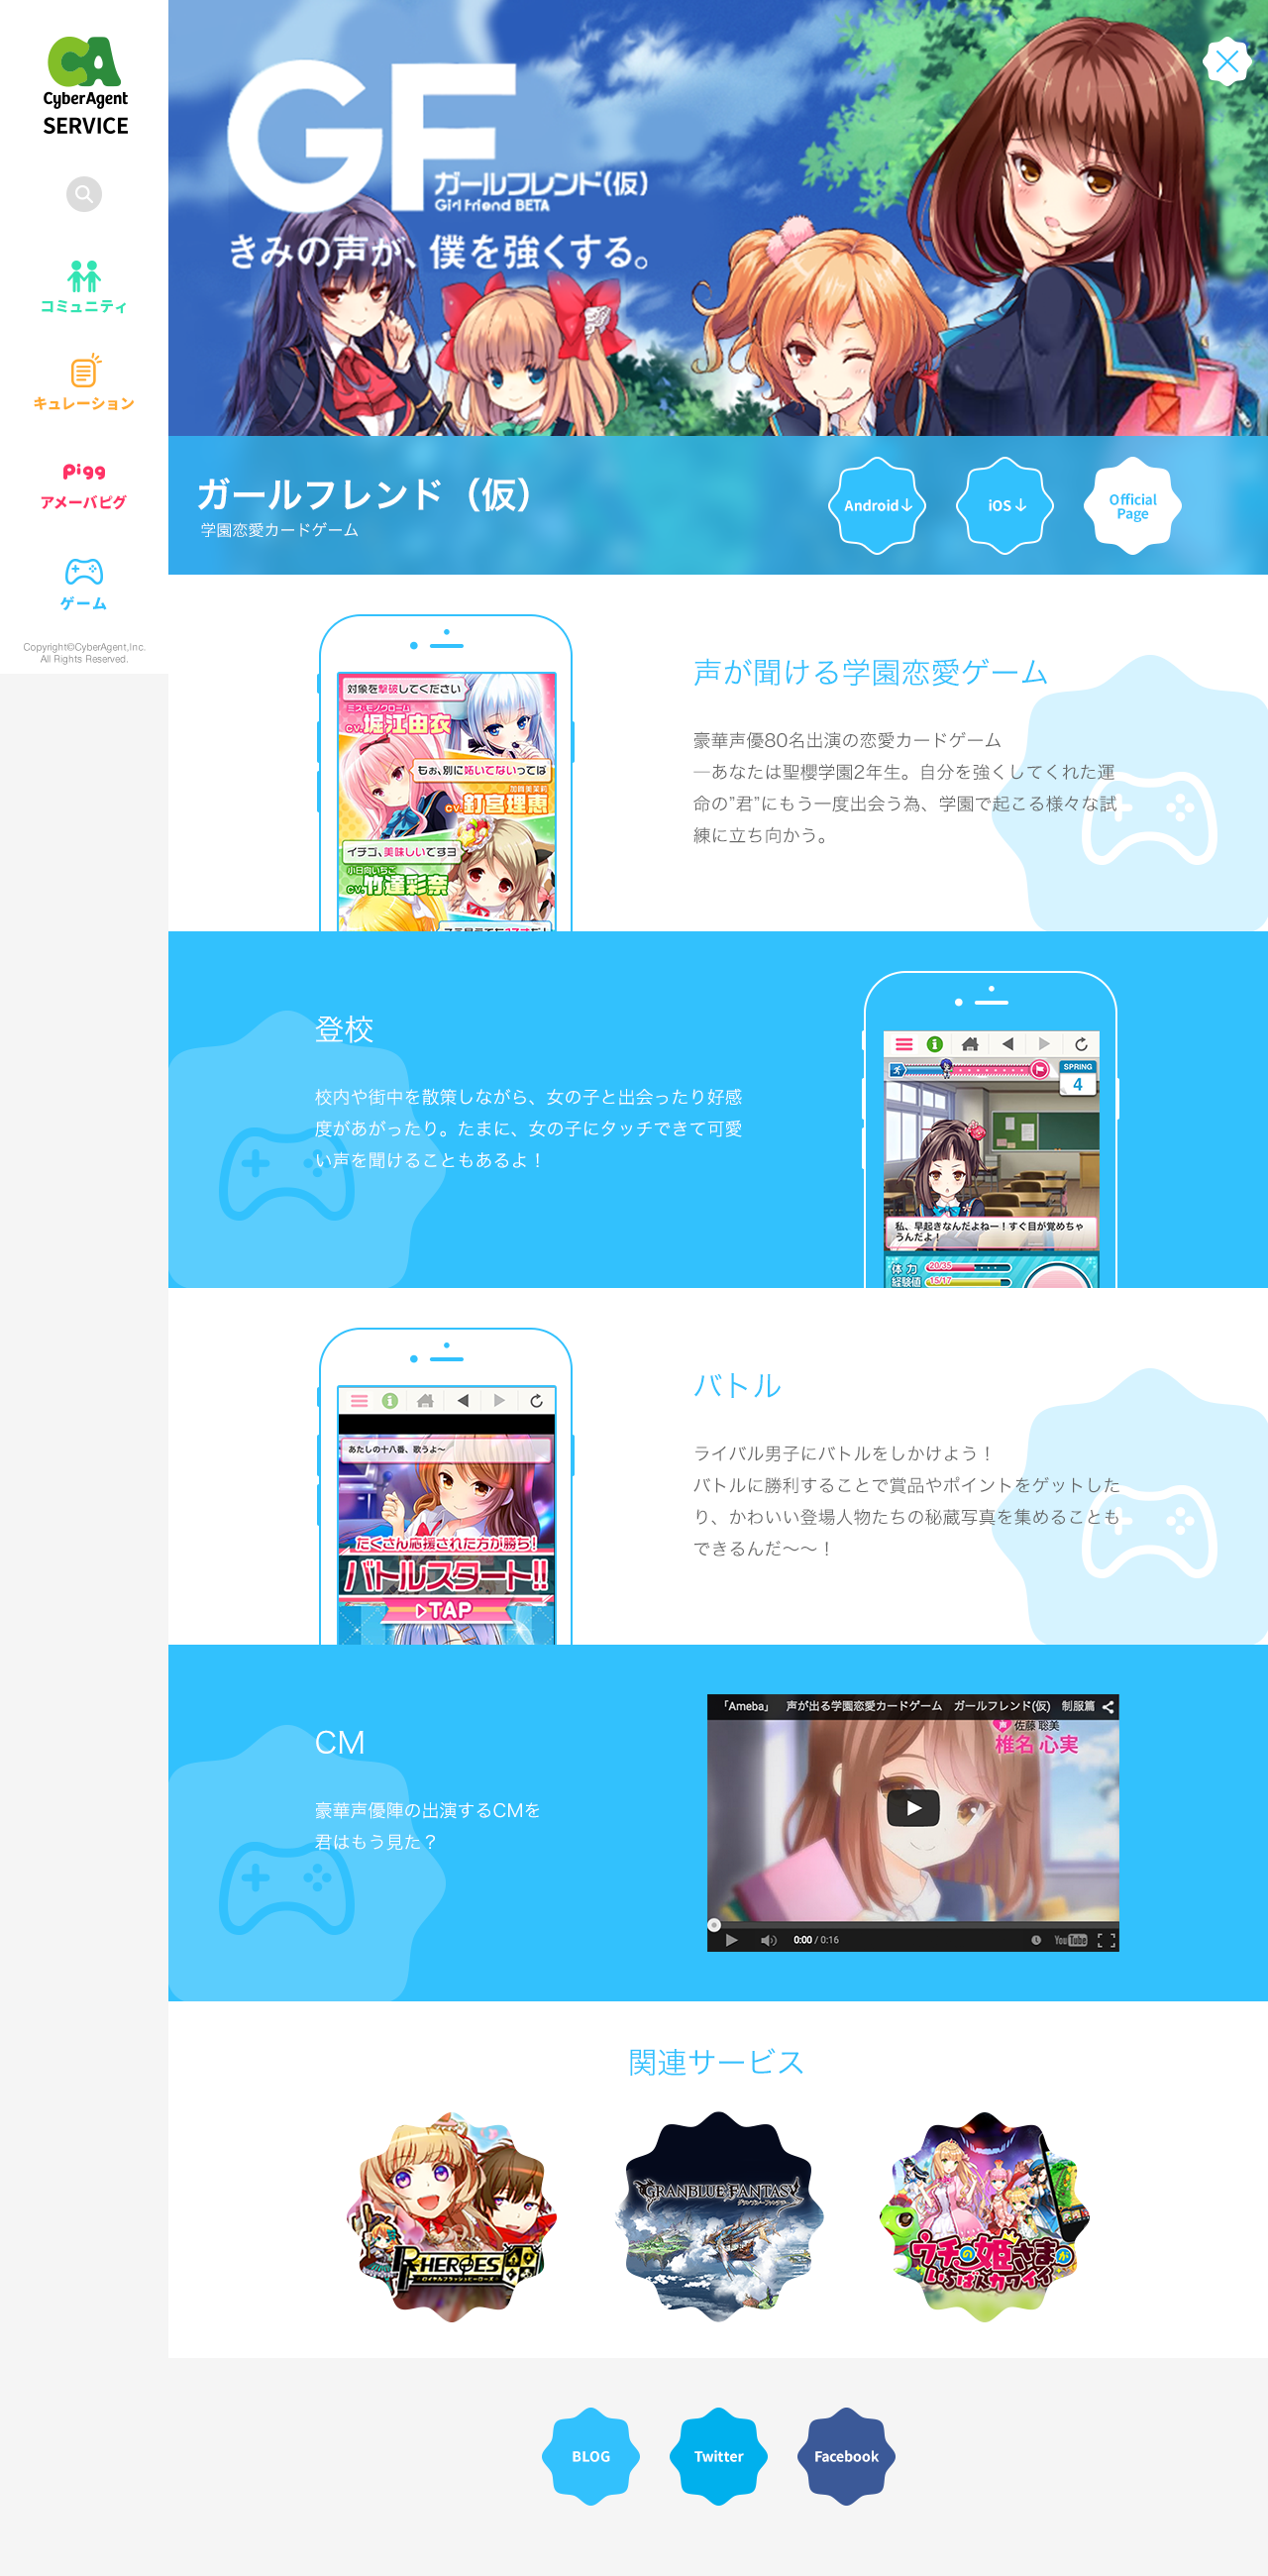 CA
CyberAgent
SERVICE
コミュニティ
キュレーション
Pigg
アメーバピグ
ゲーム
Copyright©CyberAgent,Inc.
All Rights Reserved.
GF
ガールフレンド(仮)
Girl Friend BETA
きみの声が、僕を強くする。
ガールフレンド（仮）
学園恋愛カードゲーム
Android↓
iOS↓
Official
Page
対象を撃破してください
ミス・モノクローム
CV.堀江由衣
もぉ、別に妬いてないってば
加賀美茉莉
CV.釘宮理恵
イチゴ、美味しいですヨ
小日向いちご
CV.竹達彩奈
声が聞ける学園恋愛ゲーム
豪華声優80名出演の恋愛カードゲーム
─あなたは聖櫻学園2年生。自分を強くしてくれた運
命の”君”にもう一度出会う為、学園で起こる様々な試
練に立ち向かう。
登校
校内や街中を散策しながら、女の子と出会ったり好感
度があがったり。たまに、女の子にタッチできて可愛
い声を聞けることもあるよ！
SPRING
4
私、早起きなんだよねー！すぐ目が覚めちゃ
うんだよ！
体力 20/35
経験値 15/17
あたしの十八番、歌うよ～
たくさん応援された方が勝ち!
バトルスタート!!
TAP
バトル
ライバル男子にバトルをしかけよう！
バトルに勝利することで賞品やポイントをゲットした
り、かわいい登場人物たちの秘蔵写真を集めることも
できるんだ～～！
CM
豪華声優陣の出演するCMを
君はもう見た？
「Ameba」 声が出る学園恋愛カードゲーム ガールフレンド(仮) 制服篇
佐藤 聡美
椎名 心実
0:00 / 0:16
YouTube
関連サービス
HEROES
GRANBLUE FANTASY
グランブルーファンタジー
ウチの姫さまが
いちばんカワイイ
BLOG
Twitter
Facebook